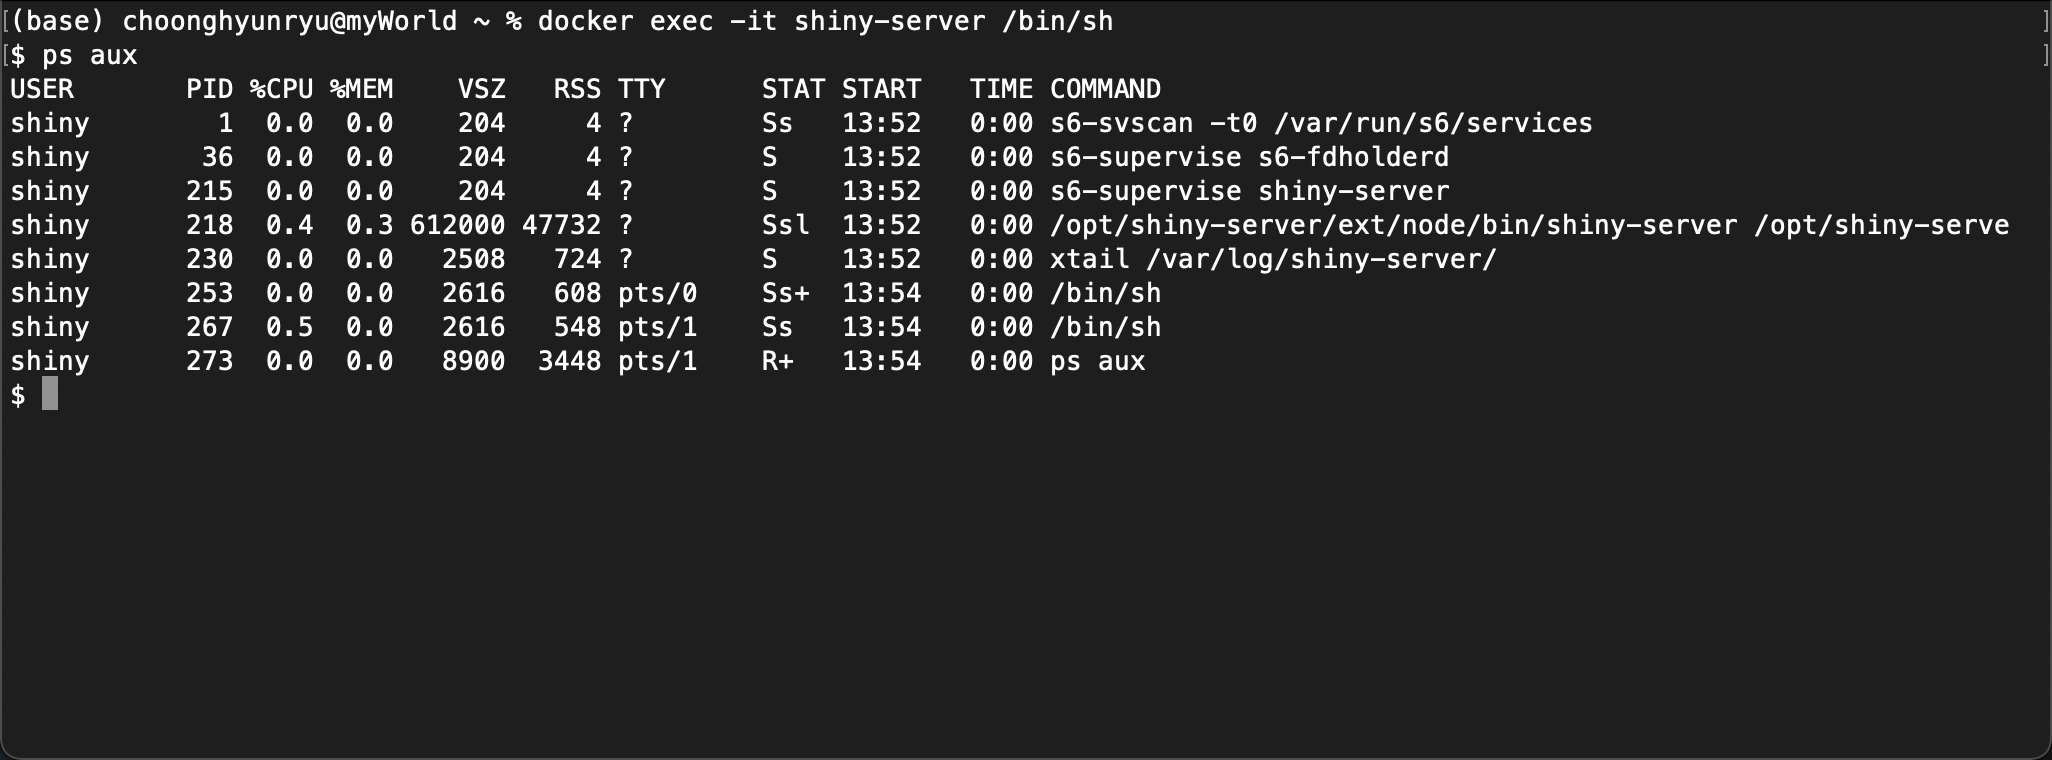 [(base) choonghyunryu@myWorld ~ % docker exec -it shiny-server /bin/sh ]
[$ ps aux ]
USER       PID %CPU %MEM    VSZ   RSS TTY      STAT START   TIME COMMAND
shiny        1  0.0  0.0    204     4 ?        Ss   13:52   0:00 s6-svscan -t0 /var/run/s6/services
shiny       36  0.0  0.0    204     4 ?        S    13:52   0:00 s6-supervise s6-fdholderd
shiny      215  0.0  0.0    204     4 ?        S    13:52   0:00 s6-supervise shiny-server
shiny      218  0.4  0.3 612000 47732 ?        Ssl  13:52   0:00 /opt/shiny-server/ext/node/bin/shiny-server /opt/shiny-serve
shiny      230  0.0  0.0   2508   724 ?        S    13:52   0:00 xtail /var/log/shiny-server/
shiny      253  0.0  0.0   2616   608 pts/0    Ss+  13:54   0:00 /bin/sh
shiny      267  0.5  0.0   2616   548 pts/1    Ss   13:54   0:00 /bin/sh
shiny      273  0.0  0.0   8900  3448 pts/1    R+   13:54   0:00 ps aux
$